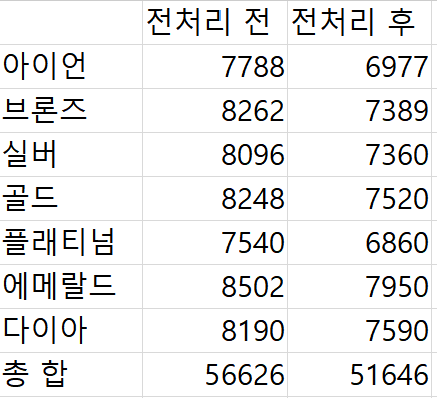 전처리 전 전처리 후
아이언 7788 6977
브론즈 8262 7389
실버 8096 7360
골드 8248 7520
플래티넘 7540 6860
에메랄드 8502 7950
다이아 8190 7590
총 합 56626 51646